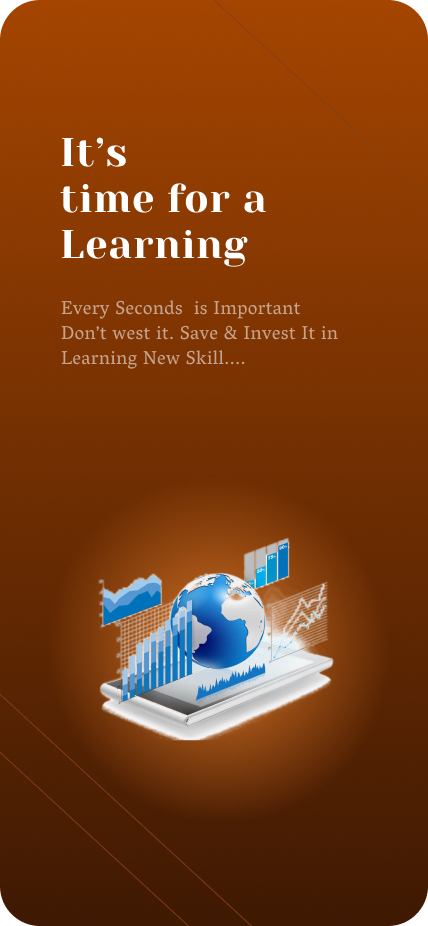 It’s
time for a
Learning
Every Seconds  is Important
Don’t west it. Save & Invest It in
Learning New Skill....